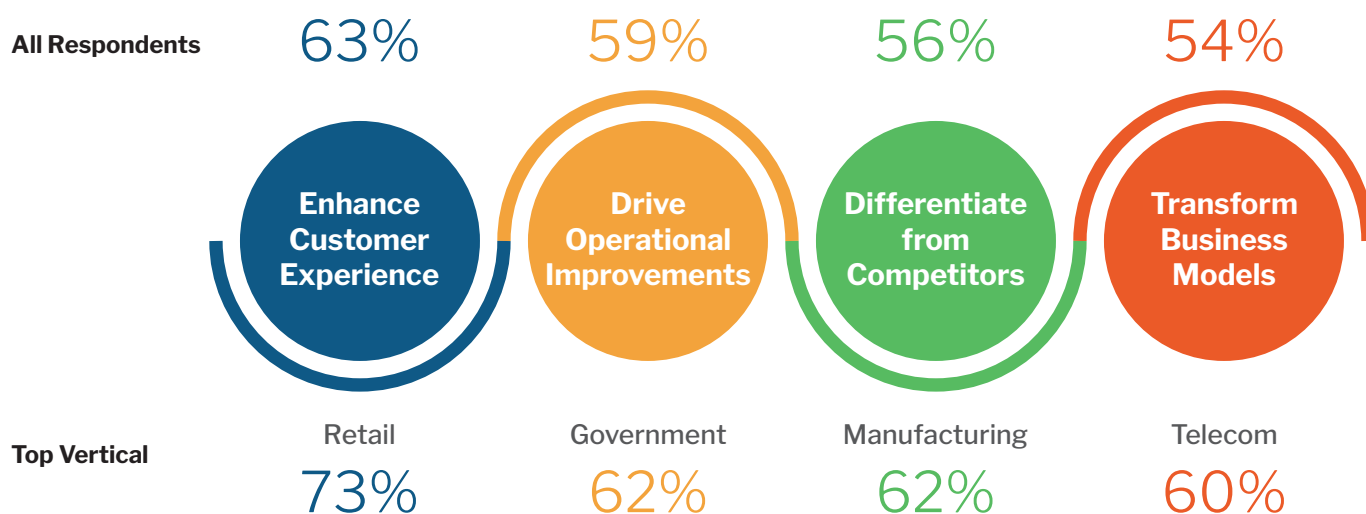 All Respondents
63%
59%
56%
54%
Enhance
Customer
Experience
Drive
Operational
Improvements
Differentiate
from
Competitors
Transform
Business
Models
Top Vertical
Retail
73%
Government
62%
Manufacturing
62%
Telecom
60%